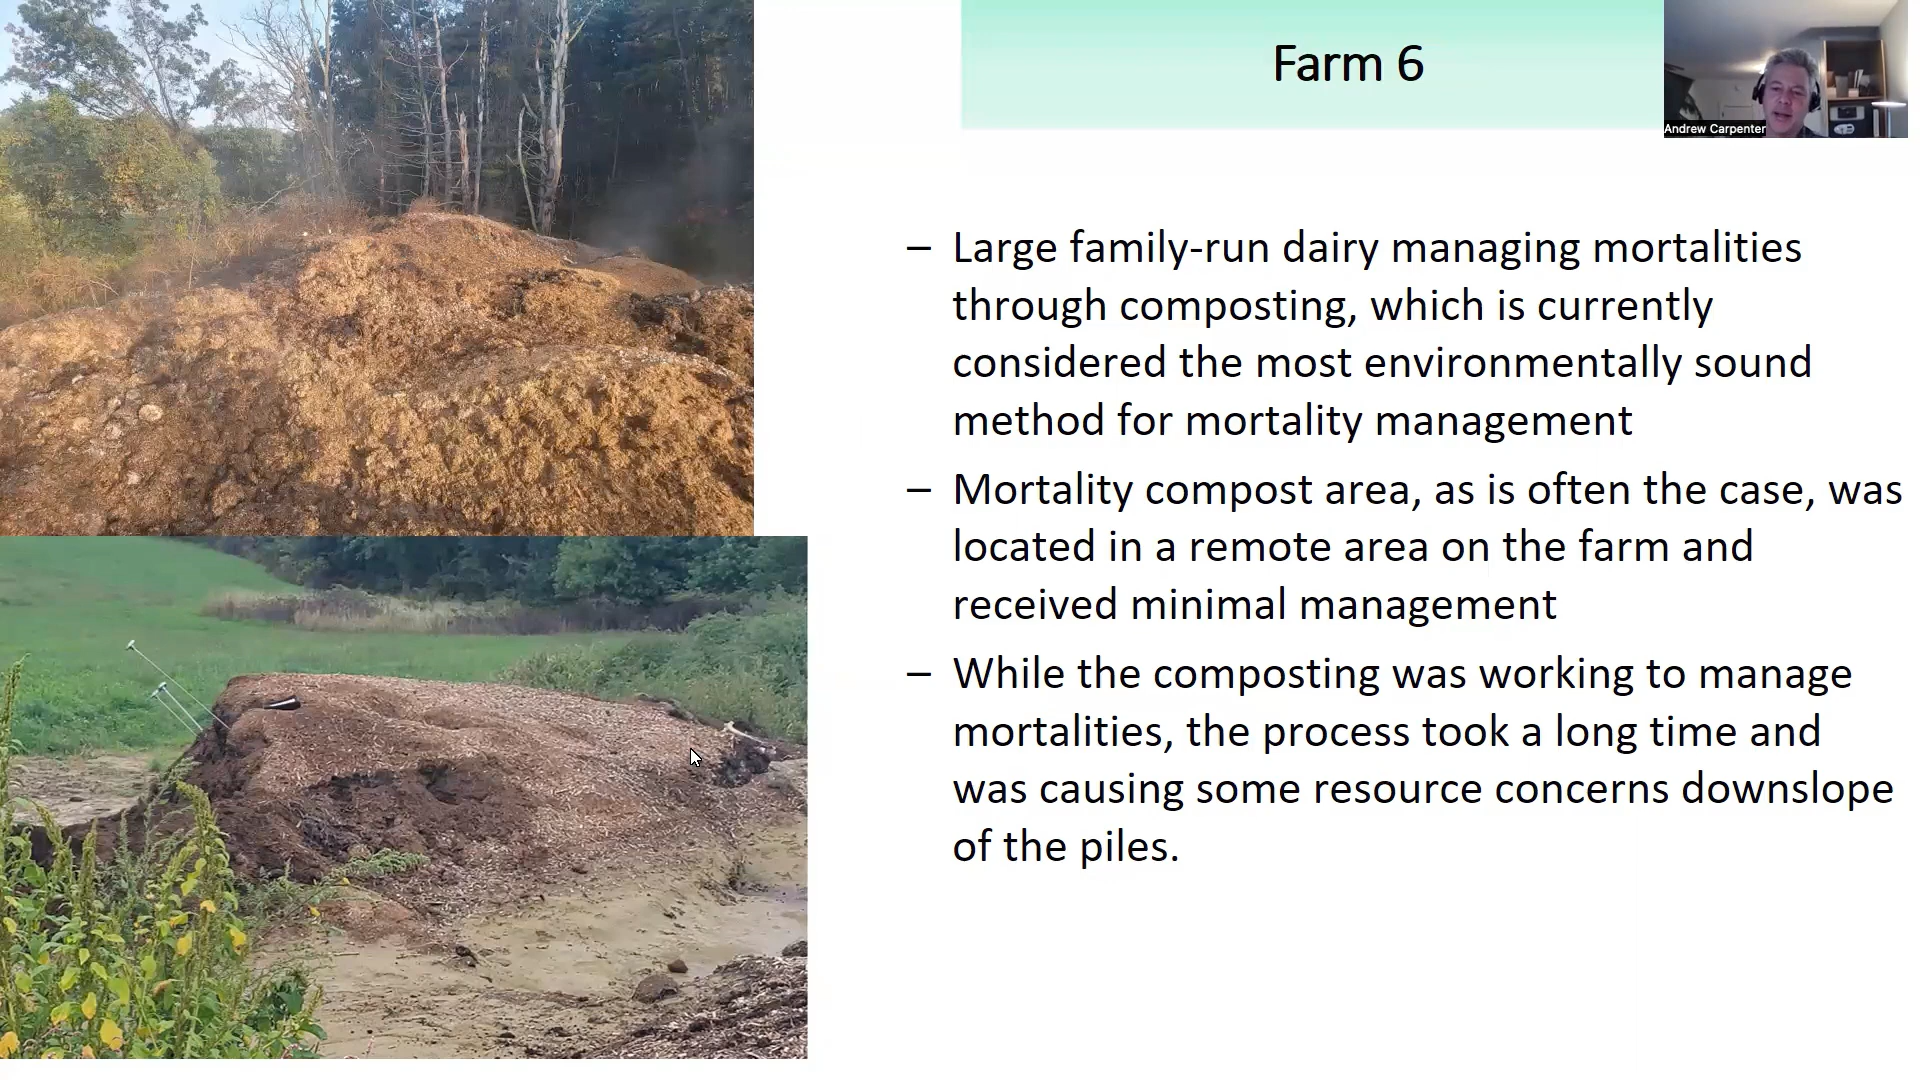 Farm 6
Andrew Carpenter
– Large family-run dairy managing mortalities
through composting, which is currently
considered the most environmentally sound
method for mortality management
– Mortality compost area, as is often the case, was
located in a remote area on the farm and
received minimal management
– While the composting was working to manage
mortalities, the process took a long time and
was causing some resource concerns downslope
of the piles.